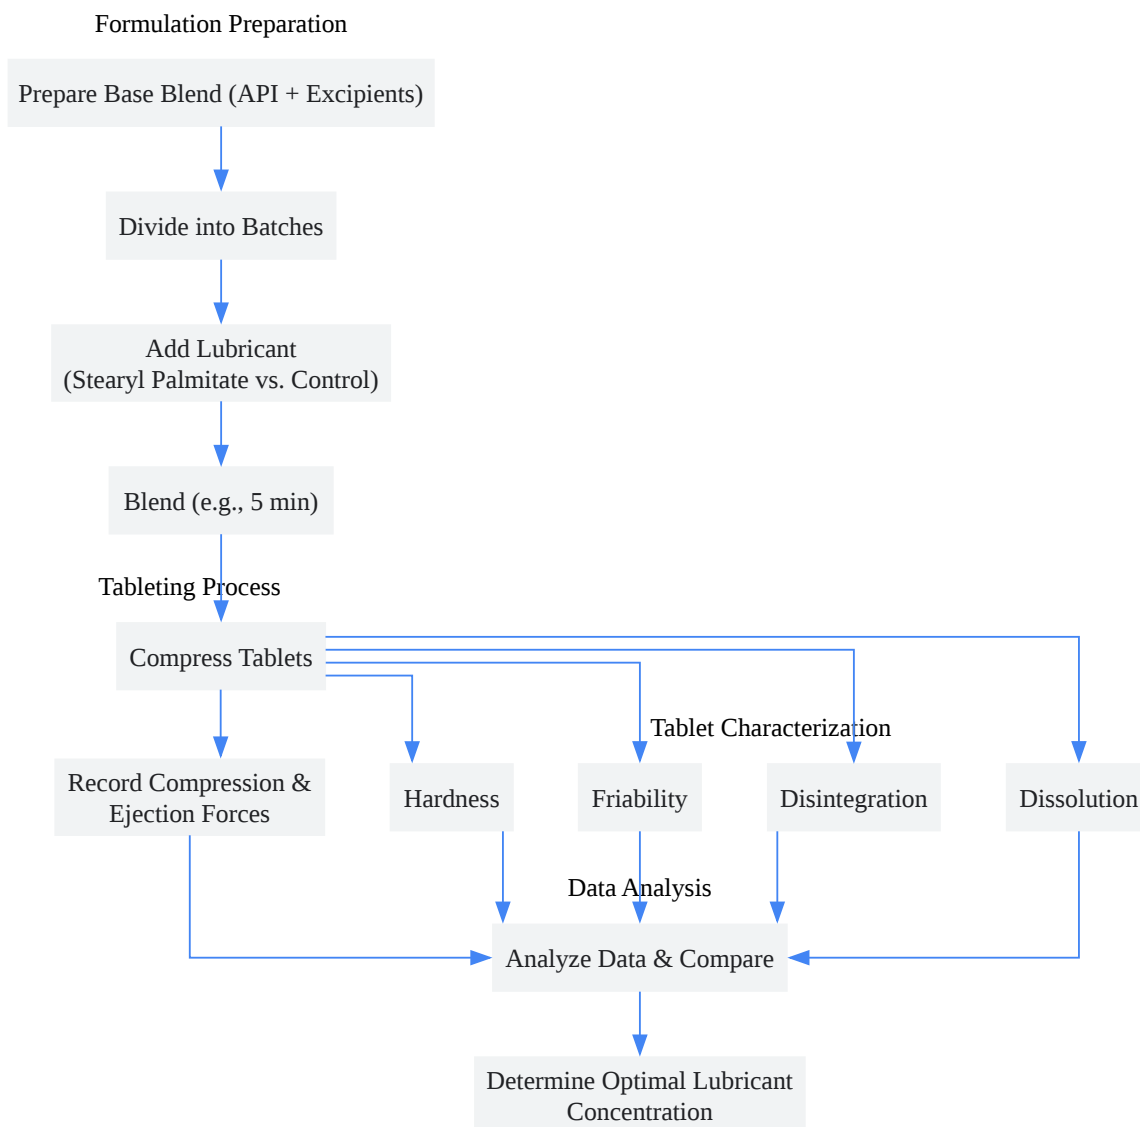 Formulation Preparation
Prepare Base Blend (API + Excipients)
Divide into Batches
Add Lubricant
(Stearyl Palmitate vs. Control)
Blend (e.g., 5 min)
Tableting Process
Compress Tablets
Tablet Characterization
Record Compression &
Ejection Forces
Hardness
Friability
Disintegration
Dissolution
Data Analysis
Analyze Data & Compare
Determine Optimal Lubricant
Concentration